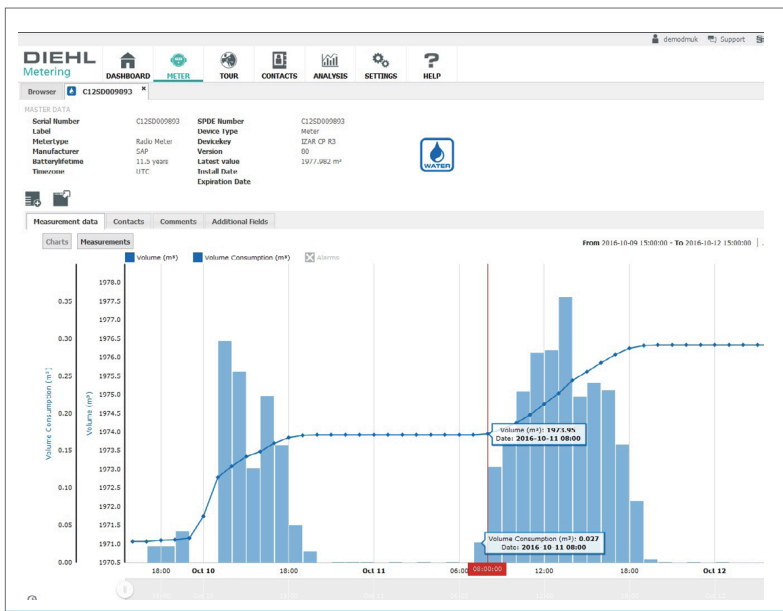 demodmuk Support
DIEHL
Metering
DASHBOARD METER TOUR CONTACTS ANALYSIS SETTINGS HELP
Browser C12SD009893 ×
MASTER DATA
Serial Number C12SD009893 SPDE Number C12SD009893
Label Device Type Meter
Metertype Radio Meter Devicekey IZAR CP R3
Manufacturer SAP Version 80
Batterylifetime 11.5 years Latest value 1977.982 m³
Timezone UTC Install Date
Expiration Date
WATER
Measurement data Contacts Comments Additional Fields
Charts Measurements From 2016-10-09 15:00:00 - To 2016-10-12 15:00:00
Volume (m³) Volume Consumption (m³) Alarms
Volume Consumption (m³)
0.35
0.30
0.25
0.20
0.15
0.10
0.05
0.00
Volume (m³)
1978.0
1977.5
1977.0
1976.5
1976.0
1975.5
1975.0
1974.5
1974.0
1973.5
1973.0
1972.5
1972.0
1971.5
1971.0
1970.5
Volume (m³): 1973.95
Date: 2016-10-11 08:00
Volume Consumption (m³): 0.027
Date: 2016-10-11 08:00
18:00 Oct 10 18:00 Oct 11 06:00 08:00:00 12:00 18:00 Oct 12